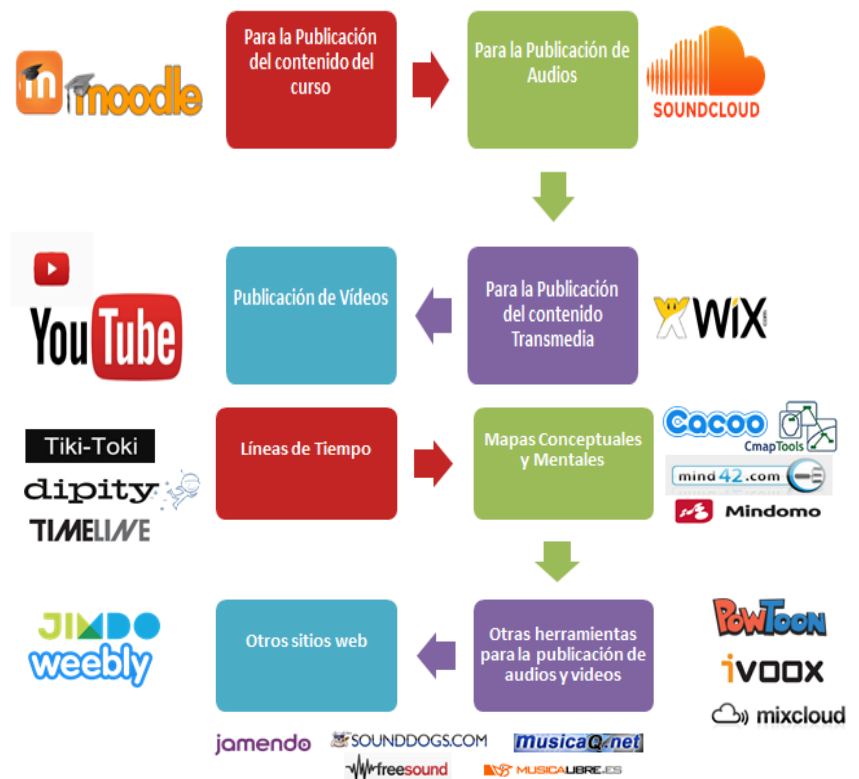 moodle
Para la Publicación
del contenido del
curso
Para la Publicación de
Audios
SOUNDCLOUD
YouTube
Publicación de Vídeos
Para la Publicación
del contenido
Transmedia
WiX
.com
Tiki-Toki
dipity
TIMELINE
Líneas de Tiempo
Mapas Conceptuales
y Mentales
Cacoo
CmapTools
mind42.com
Mindomo
JIMDO
weebly
Otros sitios web
Otras herramientas
para la publicación de
audios y videos
POWTOON
ivoox
mixcloud
jamendo
SOUNDDOGS.COM
musicaQ.net
freesound
MUSICALIBRE.ES